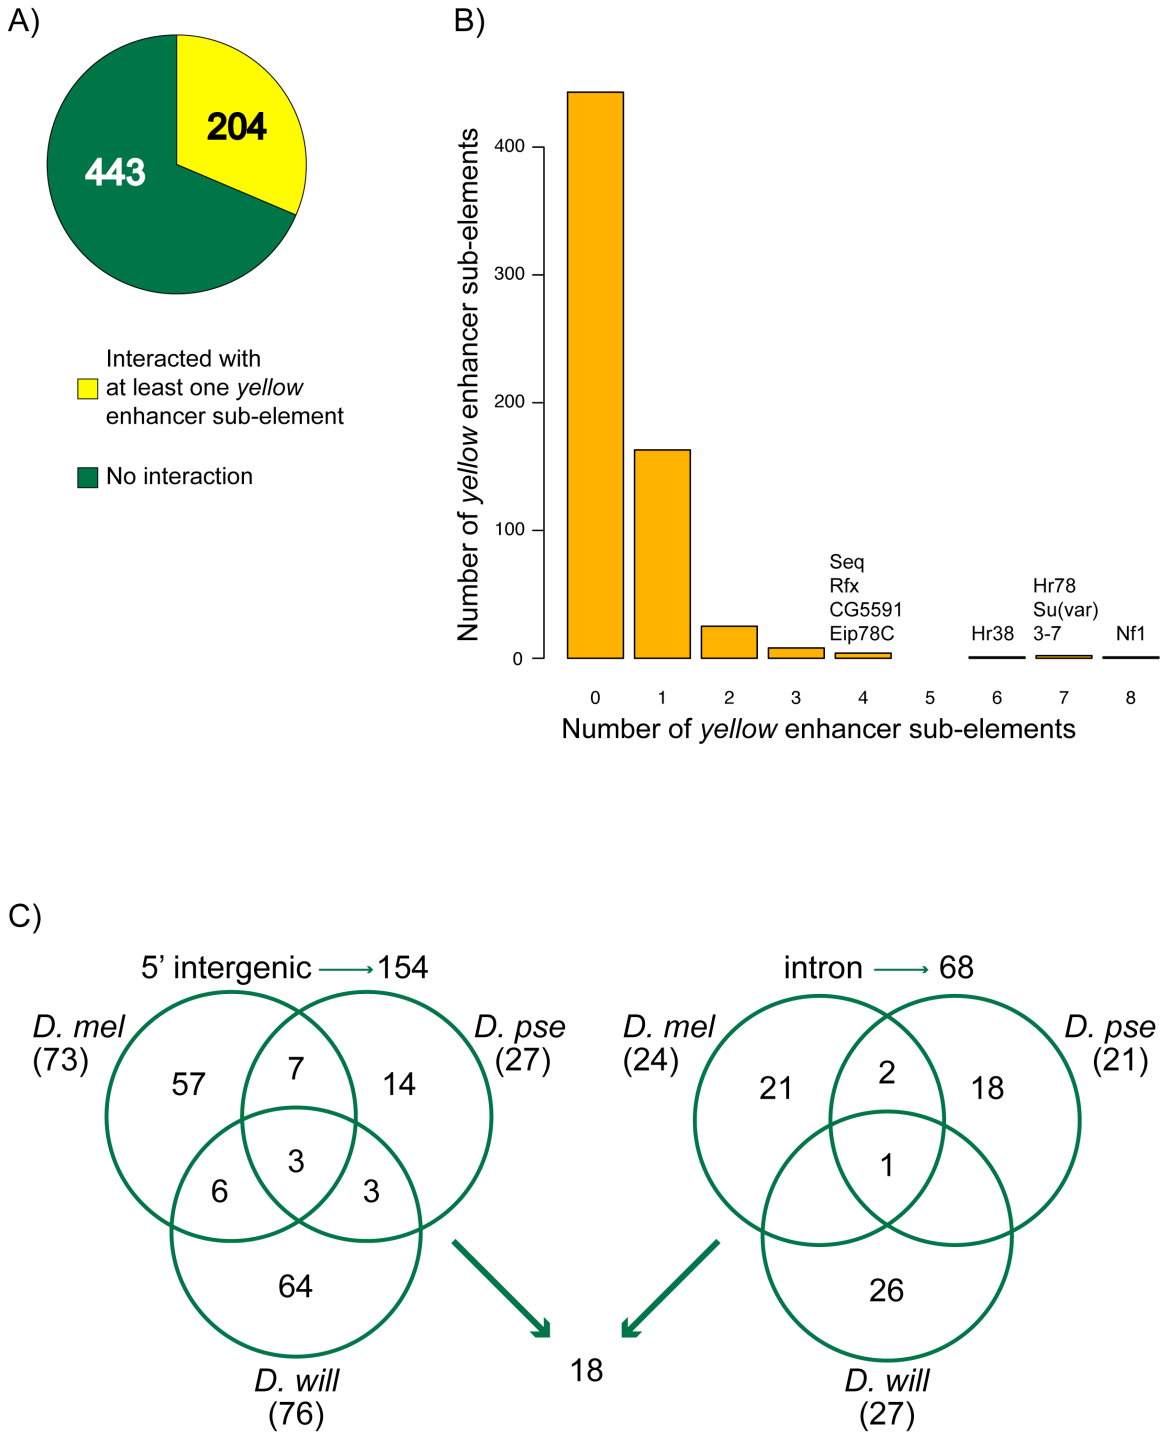 A)
204
443
Interacted with
at least one yellow
enhancer sub-element
No interaction
B)
Number of yellow enhancer sub-elements
400
300
200
100
0
Seq
Rfx
CG5591
Eip78C
Hr38
Hr78
Su(var)
3-7
Nf1
0 1 2 3 4 5 6 7 8
Number of yellow enhancer sub-elements
C)
5’ intergenic → 154
D. mel
(73)
D. pse
(27)
57
7
14
3
6
3
64
D. will
(76)
intron → 68
D. mel
(24)
D. pse
(21)
21
2
18
1
26
D. will
(27)
18